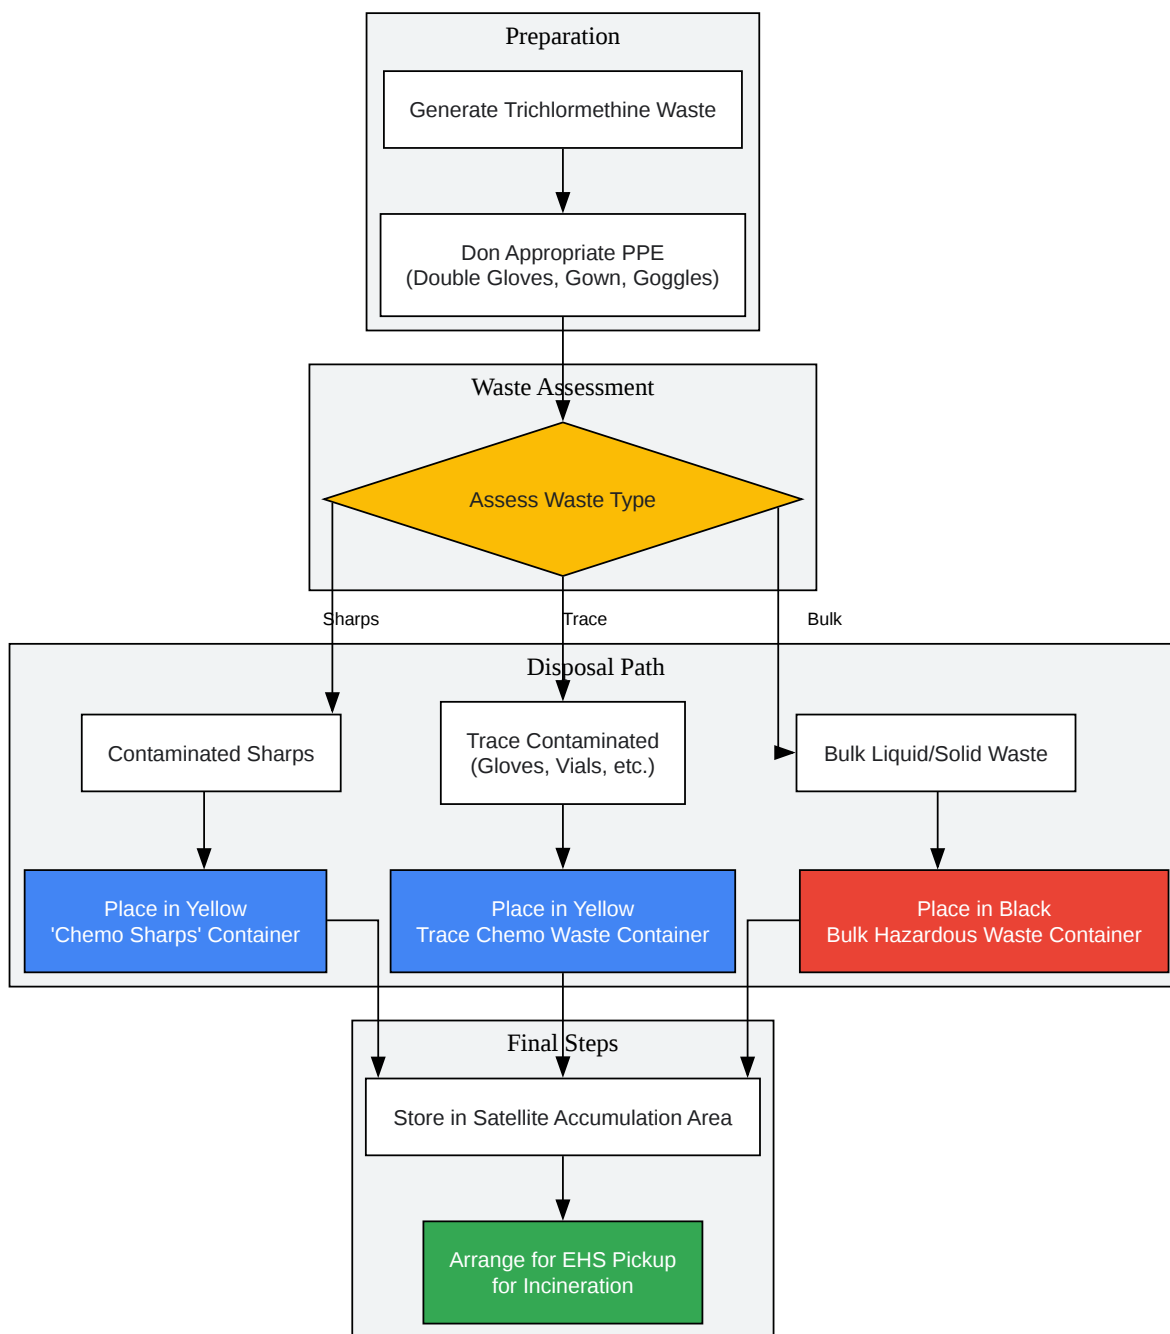 Preparation
Generate Trichlormethine Waste
Don Appropriate PPE
(Double Gloves, Gown, Goggles)
Waste Assessment
Assess Waste Type
Sharps
Trace
Bulk
Disposal Path
Contaminated Sharps
Trace Contaminated
(Gloves, Vials, etc.)
Bulk Liquid/Solid Waste
Place in Yellow
'Chemo Sharps' Container
Place in Yellow
Trace Chemo Waste Container
Place in Black
Bulk Hazardous Waste Container
Final Steps
Store in Satellite Accumulation Area
Arrange for EHS Pickup
for Incineration